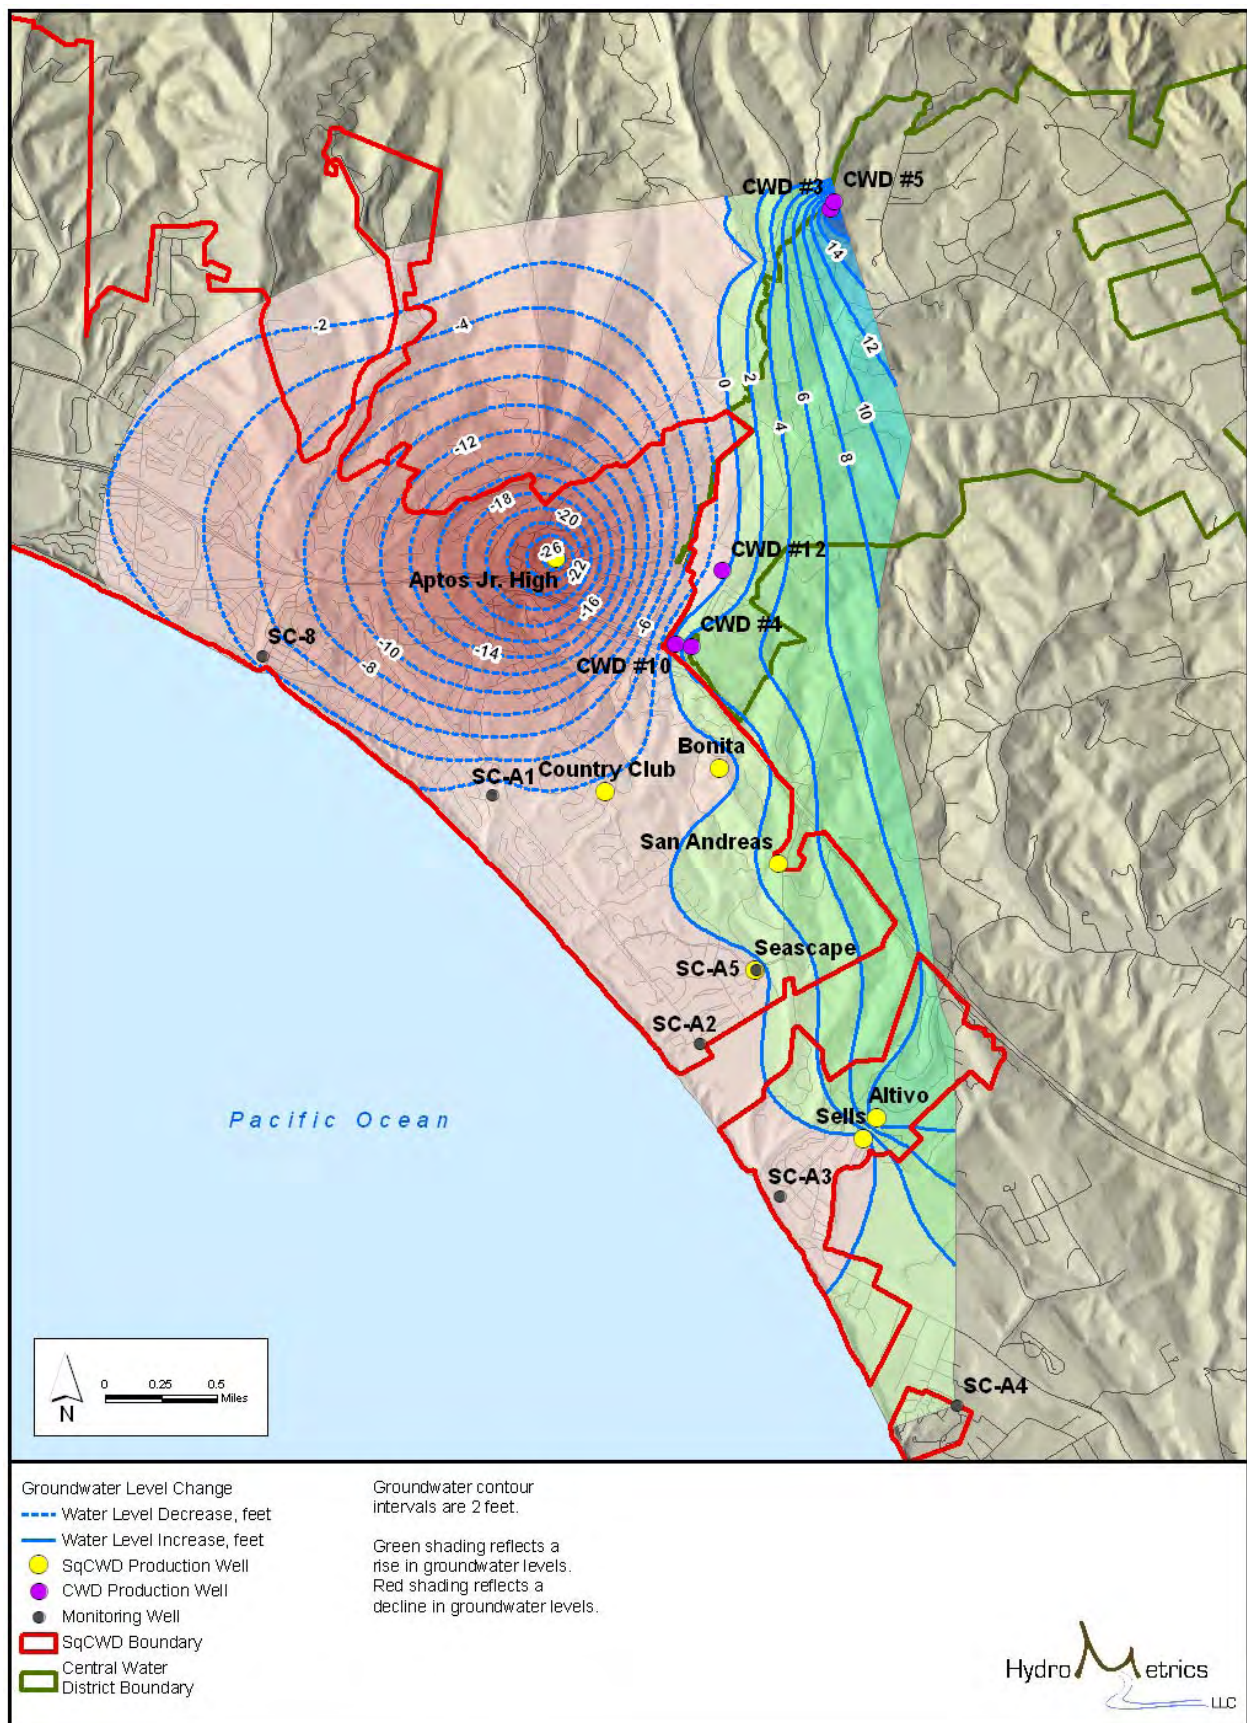 CWD #3
CWD #5
14
-2
-4
12
0
2
6
10
4
-12
8
-18
-20
-26
CWD #12
-22
Aptos Jr. High
-16
-6
CWD #4
SC-8
-10
-14
CWD #10
-8
Bonita
SC-A1
Country Club
San Andreas
Seascape
SC-A5
SC-A2
Altivo
Pacific Ocean
Sells
SC-A3
0 0.25 0.5
Miles
N
SC-A4
Groundwater Level Change
Water Level Decrease, feet
Water Level Increase, feet
SqCWD Production Well
CWD Production Well
Monitoring Well
SqCWD Boundary
Central Water
District Boundary
Groundwater contour
intervals are 2 feet.
Green shading reflects a
rise in groundwater levels.
Red shading reflects a
decline in groundwater levels.
HydroMetrics
LLC